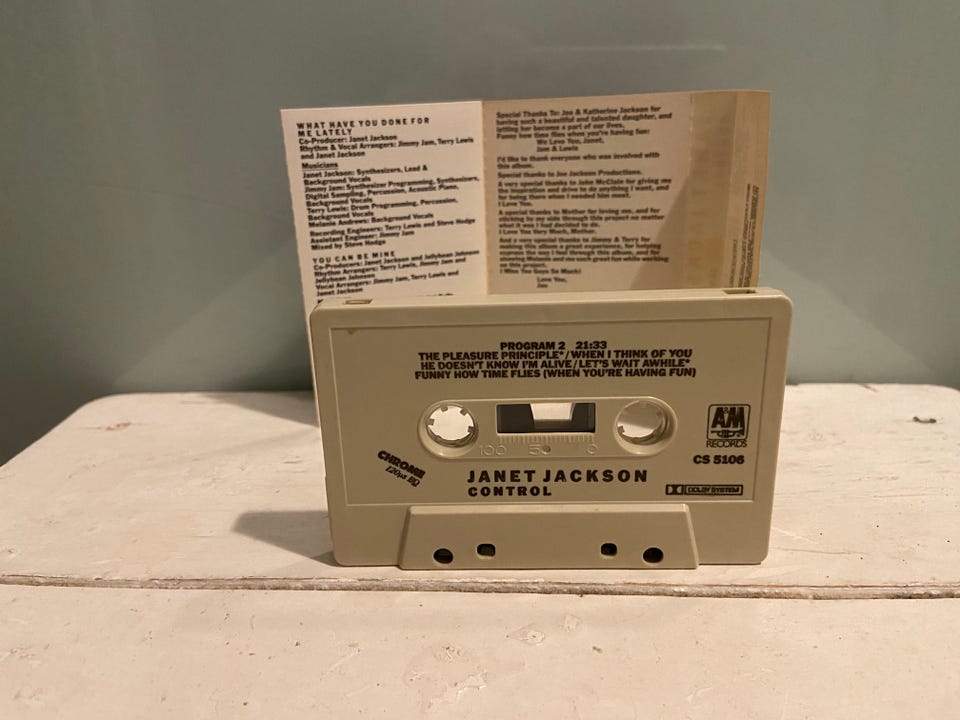 WHAT HAVE YOU DONE FOR
ME LATELY
Co-Producer: Janet Jackson
Rhythm & Vocal Arrangers: Jimmy Jam, Terry Lewis
and Janet Jackson
Musicians
Janet Jackson: Synthesizers, Lead &
Background Vocals
Jimmy Jam: Synthesizer Programming, Synthesizers,
Digital Sampling, Percussion, Acoustic Piano,
Background Vocals
Terry Lewis: Drum Programming, Percussion,
Background Vocals
Melanie Andrews: Background Vocals
Recording Engineers: Terry Lewis and Steve Hodge
Assistant Engineer: Jimmy Jam
Mixed by Steve Hodge
YOU CAN BE MINE
Co-Producers: Janet Jackson and Jellybean Johnson
Rhythm Arrangers: Terry Lewis, Jimmy Jam and
Jellybean Johnson
Vocal Arrangers: Jimmy Jam, Terry Lewis and
Janet Jackson
Special Thanks To: Joe & Katherine Jackson for
having such a beautiful and talented daughter, and
letting her become a part of our lives.
Funny how time flies when you're having fun:
We Love You, Janet,
Jam & Lewis
I'd like to thank everyone who was involved with
this album.
Special thanks to Joe Jackson Productions.
A very special thanks to John McClain for giving me
the inspiration and drive to do anything I want, and
for being there when I needed him most.
I Love You.
A special thanks to Mother for loving me, and for
sticking to my side through this project no matter
what it was I had decided to do.
I Love You Very Much, Mother.
And a very special thanks to Jimmy & Terry for
making this album a great experience, for helping
express the way I feel through this album, and for
showing Melanie and me such great fun while working
on this project.
I Miss You Guys So Much!
Love You,
Jan
PROGRAM 2 21:33
THE PLEASURE PRINCIPLE*/WHEN I THINK OF YOU
HE DOESN'T KNOW I'M ALIVE/LET'S WAIT AWHILE*
FUNNY HOW TIME FLIES (WHEN YOU'RE HAVING FUN)
100 50 0
A&M
RECORDS
CS 5106
CHROME
120µs EQ
JANET JACKSON
CONTROL
DOLBY SYSTEM